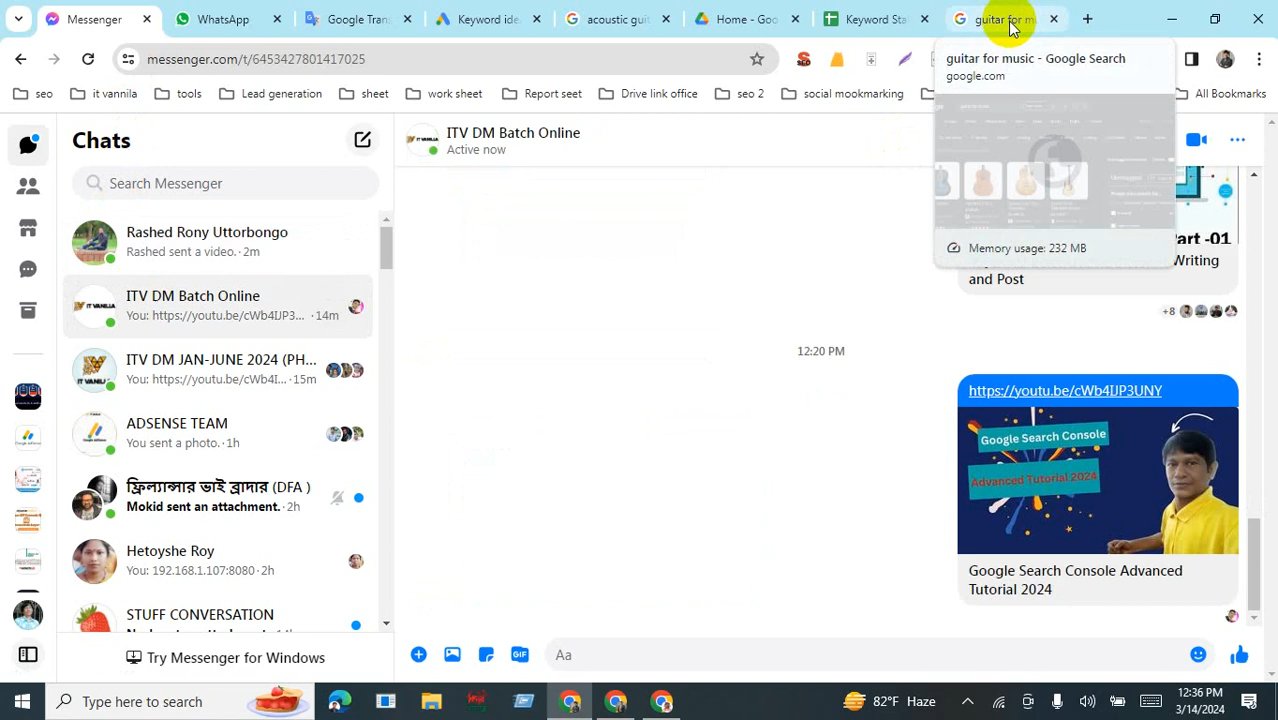 Messenger
WhatsApp
Google Tran
Keyword ide
acoustic gui
Home - Goo
Keyword Sta
guitar for mu
messenger.com/t/6453427801417025
guitar for music - Google Search
google.com
seo
it vannila
tools
Lead generation
sheet
work sheet
Report seet
Drive link office
seo 2
social mookmarking
All Bookmarks
Chats
ITV DM Batch Online
Active now
Search Messenger
Rashed Rony Uttorbongo
Rashed sent a video. · 2m
Memory usage: 232 MB
Part -01
Writing
and Post
ITV DM Batch Online
You: https://youtu.be/cWb4IJP3... · 14m
+8
12:20 PM
ITV DM JAN-JUNE 2024 (PH...
You: https://youtu.be/cWb4I... · 15m
https://youtu.be/cWb4IJP3UNY
Google Search Console
Advanced Tutorial 2024
ADSENSE TEAM
You sent a photo. · 1h
ফ্রিল্যান্সার ভাই ব্রাদার (DFA )
Mokid sent an attachment. · 2h
Hetoyshe Roy
You: 192.168.1.107:8080 · 2h
Google Search Console Advanced
Tutorial 2024
STUFF CONVERSATION
Try Messenger for Windows
GIF
Aa
Type here to search
82°F Haze
12:36 PM
3/14/2024